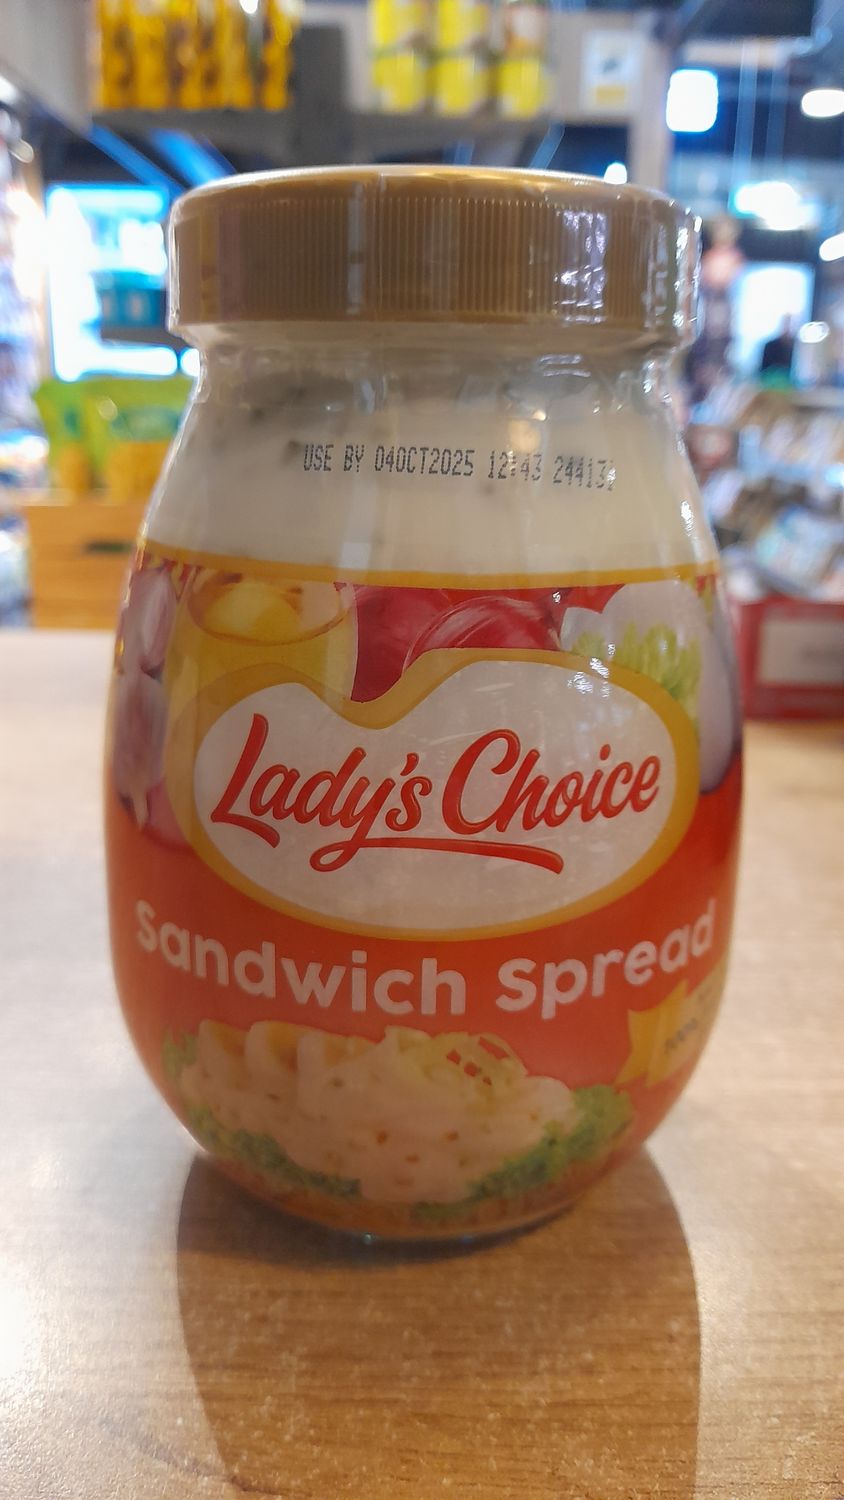 USE BY 04OCT2025 12:43 24413
Lady's Choice
Sandwich Spread